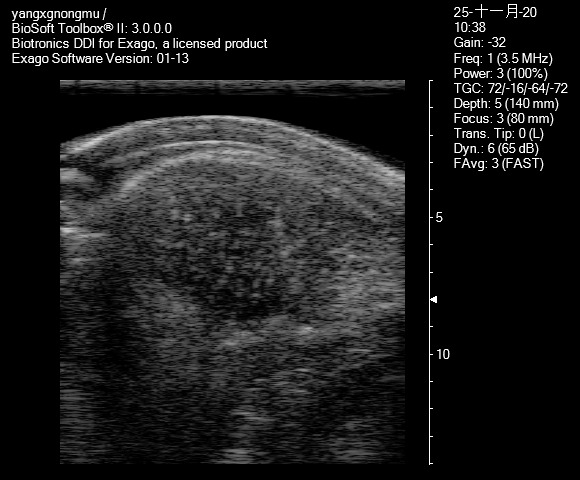 yangxgnongmu /
BioSoft Toolbox® II: 3.0.0.0
Biotronics DDI for Exago, a licensed product
Exago Software Version: 01-13
25-十一月-20
10:38
Gain: -32
Freq: 1 (3.5 MHz)
Power: 3 (100%)
TGC: 72/-16/-64/-72
Depth: 5 (140 mm)
Focus: 3 (80 mm)
Trans. Tip: 0 (L)
Dyn.: 6 (65 dB)
FAvg: 3 (FAST)
5
10